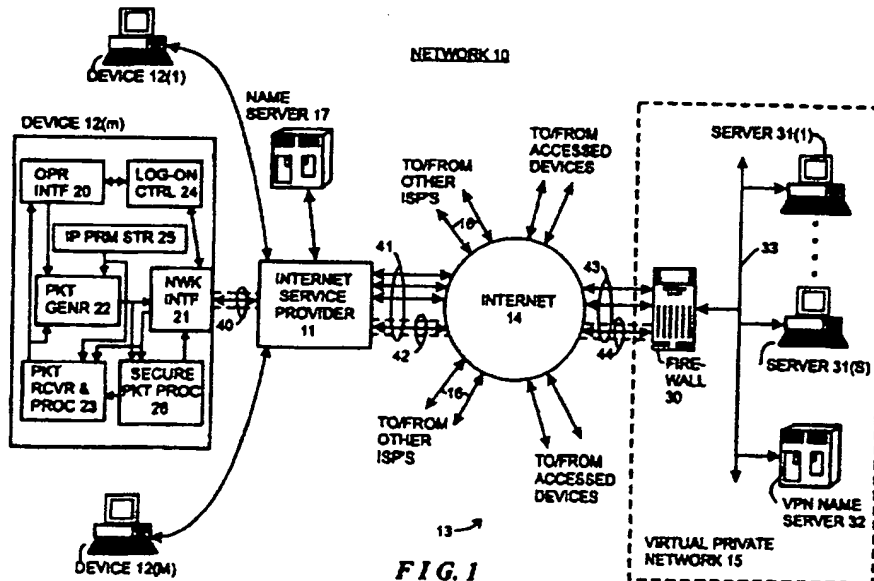 NETWORK 10
DEVICE 12(1)
NAME
SERVER 17
DEVICE 12(m)
OPR
INTF 20
LOG-ON
CTRL 24
IP PRM STR 25
PKT
GENR 22
NWK
INTF
21
PKT
RCVR &
PROC 23
SECURE
PKT PROC
26
40
INTERNET
SERVICE
PROVIDER
11
41
42
TO/FROM
OTHER
ISP'S
16
TO/FROM
ACCESSED
DEVICES
INTERNET
14
16
TO/FROM
OTHER
ISP'S
TO/FROM
ACCESSED
DEVICES
43
44
FIRE-
WALL
30
33
SERVER 31(1)
SERVER 31(S)
VPN NAME
SERVER 32
VIRTUAL PRIVATE
NETWORK 15
DEVICE 12(M)
13
FIG. 1